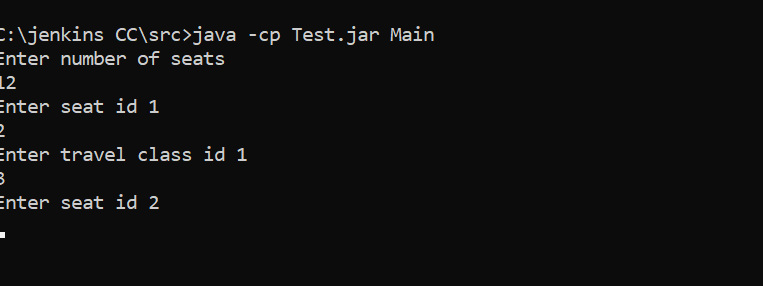 C:\jenkins CC\src>java -cp Test.jar Main
Enter number of seats
12
Enter seat id 1
2
Enter travel class id 1
3
Enter seat id 2